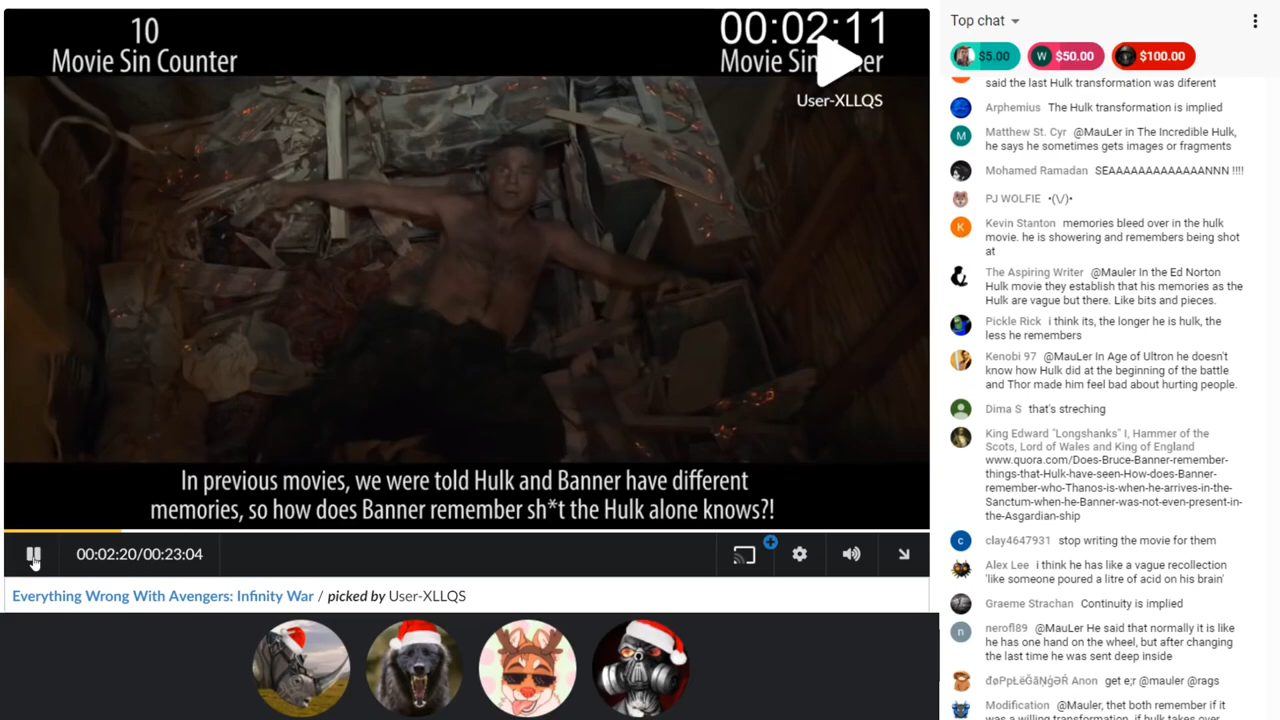 10
Movie Sin Counter
00:02:11
Movie Sin er
User-XLLQS
In previous movies, we were told Hulk and Banner have different
memories, so how does Banner remember sh*t the Hulk alone knows?!
00:02:20/00:23:04
Everything Wrong With Avengers: Infinity War / picked by User-XLLQS
Top chat
$5.00
W $50.00
$100.00
said the last Hulk transformation was diferent
Arphemius The Hulk transformation is implied
M Matthew St. Cyr @MauLer in The Incredible Hulk,
he says he sometimes gets images or fragments
Mohamed Ramadan SEAAAAAAAAAAAAANNN !!!!
PJ WOLFIE •(\/)•
K Kevin Stanton memories bleed over in the hulk
movie. he is showering and remembers being shot
at
The Aspiring Writer @Mauler In the Ed Norton
Hulk movie they establish that his memories as the
Hulk are vague but there. Like bits and pieces.
Pickle Rick i think its, the longer he is hulk, the
less he remembers
Kenobi 97 @MauLer In Age of Ultron he doesn't
know how Hulk did at the beginning of the battle
and Thor made him feel bad about hurting people.
Dima S that's streching
King Edward "Longshanks" I, Hammer of the
Scots, Lord of Wales and King of England
www.quora.com/Does-Bruce-Banner-remember-
things-that-Hulk-have-seen-How-does-Banner-
remember-who-Thanos-is-when-he-arrives-in-the-
Sanctum-when-he-Banner-was-not-even-present-in-
the-Asgardian-ship
c clay4647931 stop writing the movie for them
Alex Lee i think he has like a vague recollection
'like someone poured a litre of acid on his brain'
Graeme Strachan Continuity is implied
n nerofl89 @MauLer He said that normally it is like
he has one hand on the wheel, but after changing
the last time he was sent deep inside
Anon get e;r @mauler @rags
Modification @Mauler, thet both remember if it
was a willing transformation, if hulk takes over